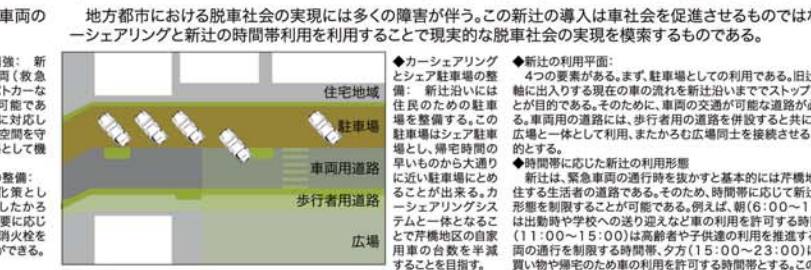 車両の
強: 新
両(救急
パトカーな
可能であ
に対応し
空間を守
として機
の整備:
化策とし
したかろ
要に応じ
消火栓を
ができる。
地方都市における脱車社会の実現には多くの障害が伴う。この新辻の導入は車社会を促進させるものでは
ーシェアリングと新辻の時間帯利用を利用することで現実的な脱車社会の実現を模索するものである。
住宅地域
駐車場
車両用道路
歩行者用道路
広場
◆カーシェアリング
とシェア駐車場の整
備: 新辻沿いには
住民のための駐車
場を整備する。この
駐車場はシェア駐車
場とし、帰宅時間の
早いものから大通り
に近い駐車場にとめ
ることが出来る。カ
ーシェアリングシス
テムと一体となるこ
とで芹橋地区の自家
用車の台数を半減
することを目指す。
◆新辻の利用平面:
4つの要素がある。まず、駐車場としての利用である。旧辻
軸に出入りする現在の車の流れを新辻沿いまででストップ
とが目的である。そのために、車両の交通が可能な道路が必
る。車両用の道路には、歩行者用の道路を併設すると共に
広場と一体として利用、またかろむ広場同士を接続させる
的とする。
◆時間帯に応じた新辻の利用形態
新辻は、緊急車両の通行時を抜かすと基本的には芹橋地
住する生活者の道路である。そのため、時間帯に応じて新辻
形態を制限することが可能である。例えば、朝(6:00〜1
は出勤時や学校への送り迎えなど車の利用を許可する時
(11:00〜15:00)は高齢者や子供達の利用を推進する
両の通行を制限する時間帯、夕方(15:00〜23:00)は
買い物や帰宅のため車の利用を許可する時間帯とする。この